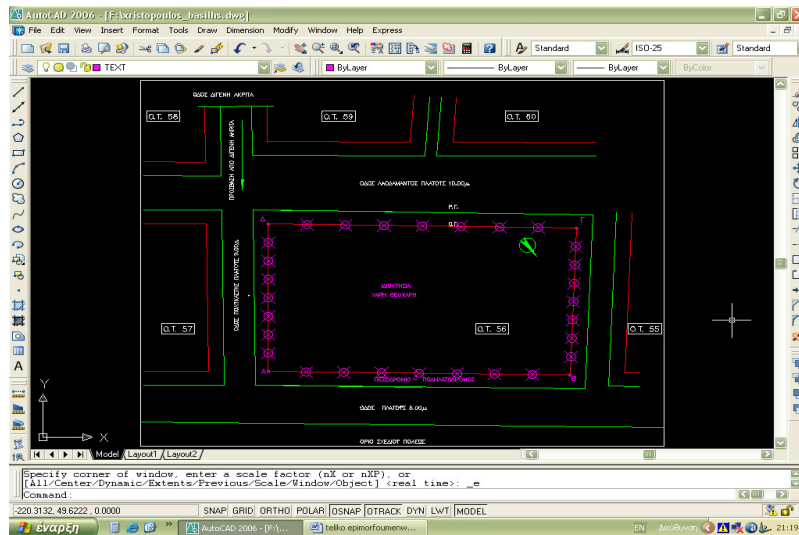 AutoCAD 2006 - [F:\xristopoulos_basilhs.dwg]
File Edit View Insert Format Tools Draw Dimension Modify Window Help Express
Standard ISO-25 Standard
TEXT ByLayer ByLayer ByLayer ByColor
ΟΔΟΣ ΔΙΓΕΝΗ ΑΚΡΙΤΑ
Ο.Τ. 58
Ο.Τ. 59
Ο.Τ. 60
ΠΡΟΣΒΑΣΗ ΑΠΟ ΔΙΓΕΝΗ ΑΚΡΙΤΑ
ΟΔΟΣ ΛΑΟΔΑΜΑΝΤΟΣ ΠΛΑΤΟΥΣ 10.00μ
Ρ.Γ.
Ο.Γ.
Δ
Γ
ΙΔΙΟΚΤΗΣΙΑ
ΧΑΡΗ ΘΕΟΧΑΡΗ
Ο.Τ. 57
Ο.Τ. 56
Ο.Τ. 55
Α
Β
ΠΕΖΟΔΡΟΜΙΟ - ΠΟΔΗΛΑΤΟΔΡΟΜΟΣ
ΟΔΟΣ ΠΛΑΤΟΥΣ 8.00μ
ΟΡΙΟ ΣΧΕΔΙΟΥ ΠΟΛΕΩΣ
Y
X
Model Layout1 Layout2
Specify corner of window, enter a scale factor (nX or nXP), or
[All/Center/Dynamic/Extents/Previous/Scale/Window/Object] <real time>: _e
Command:
-220.3132, 49.6222 , 0.0000 SNAP GRID ORTHO POLAR OSNAP OTRACK DYN LWT MODEL
έναρξη AutoCAD 2006 - [F:\... teliko epimorfoumenw... EN Διεύθυνση 21:19